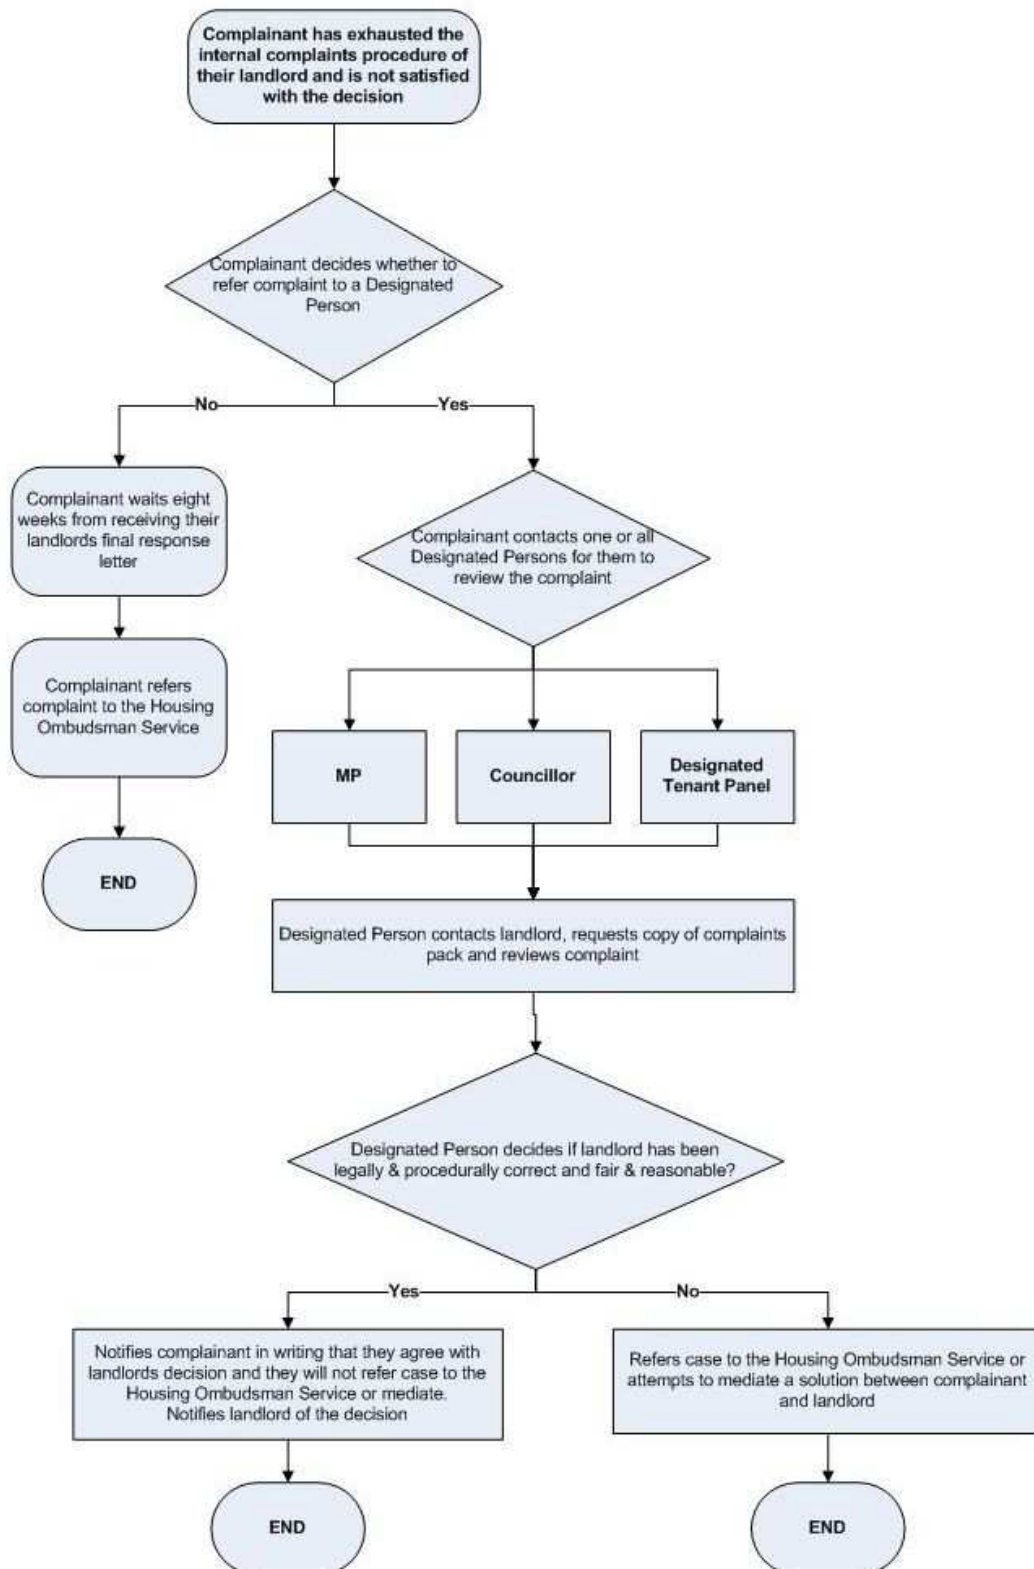 Complainant has exhausted the
internal complaints procedure of
their landlord and is not satisfied
with the decision
Complainant decides whether to
refer complaint to a Designated
Person
No
Yes
Complainant waits eight
weeks from receiving their
landlords final response
letter
Complainant contacts one or all
Designated Persons for them to
review the complaint
Complainant refers
complaint to the Housing
Ombudsman Service
MP
Councillor
Designated
Tenant Panel
END
Designated Person contacts landlord, requests copy of complaints
pack and reviews complaint
Designated Person decides if landlord has been
legally & procedurally correct and fair & reasonable?
Yes
No
Notifies complainant in writing that they agree with
landlords decision and they will not refer case to the
Housing Ombudsman Service or mediate.
Notifies landlord of the decision
Refers case to the Housing Ombudsman Service or
attempts to mediate a solution between complainant
and landlord
END
END